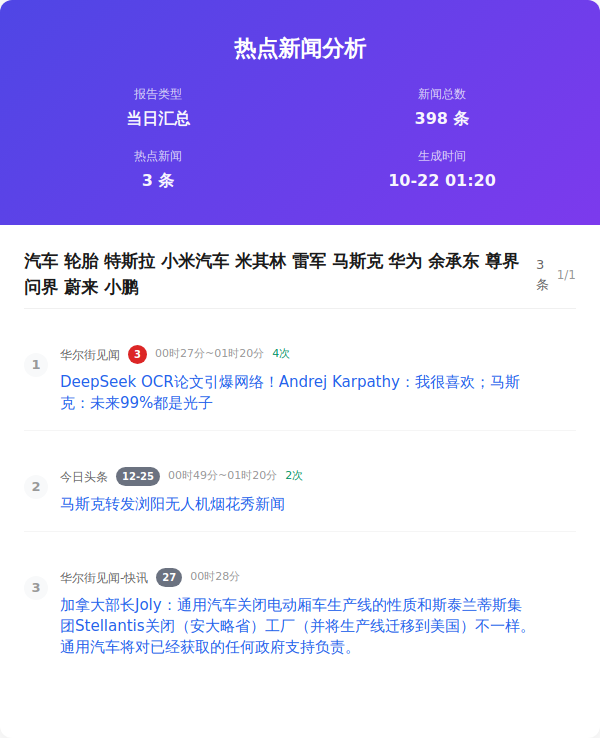 热点新闻分析
报告类型
新闻总数
当日汇总
398 条
热点新闻
生成时间
3 条
10-22 01:20
汽车 轮胎 特斯拉 小米汽车 米其林 雷军 马斯克 华为 余承东 尊界
问界 蔚来 小鹏
3
条
1/1
1
华尔街见闻 3 00时27分~01时20分 4次
DeepSeek OCR论文引爆网络！Andrej Karpathy：我很喜欢；马斯
克：未来99%都是光子
2
今日头条 12-25 00时49分~01时20分 2次
马斯克转发浏阳无人机烟花秀新闻
3
华尔街见闻-快讯 27 00时28分
加拿大部长Joly：通用汽车关闭电动厢车生产线的性质和斯泰兰蒂斯集
团Stellantis关闭（安大略省）工厂（并将生产线迁移到美国）不一样。
通用汽车将对已经获取的任何政府支持负责。